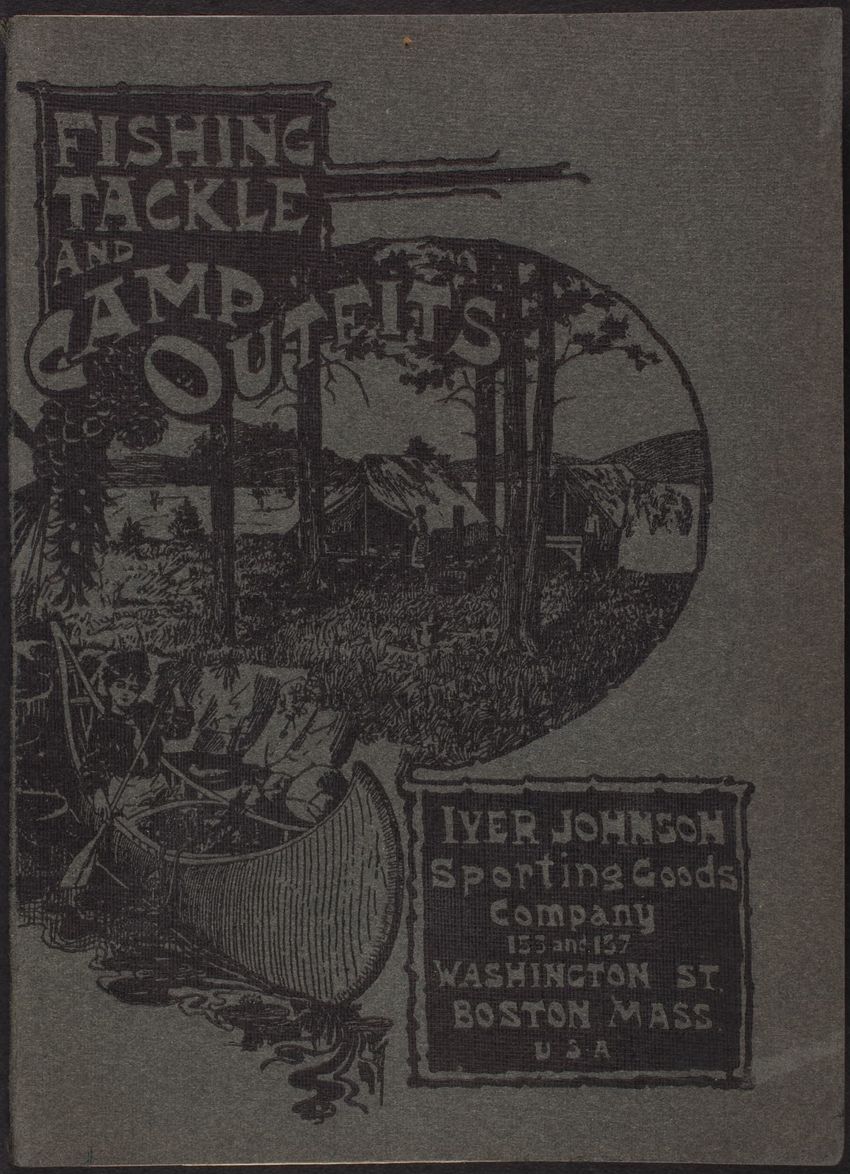 FISHING
TACKLE
AND
CAMP
OUTFITS
IVER JOHNSON
Sporting Goods
Company
153 and 157
WASHINGTON ST.
BOSTON MASS.
U S A